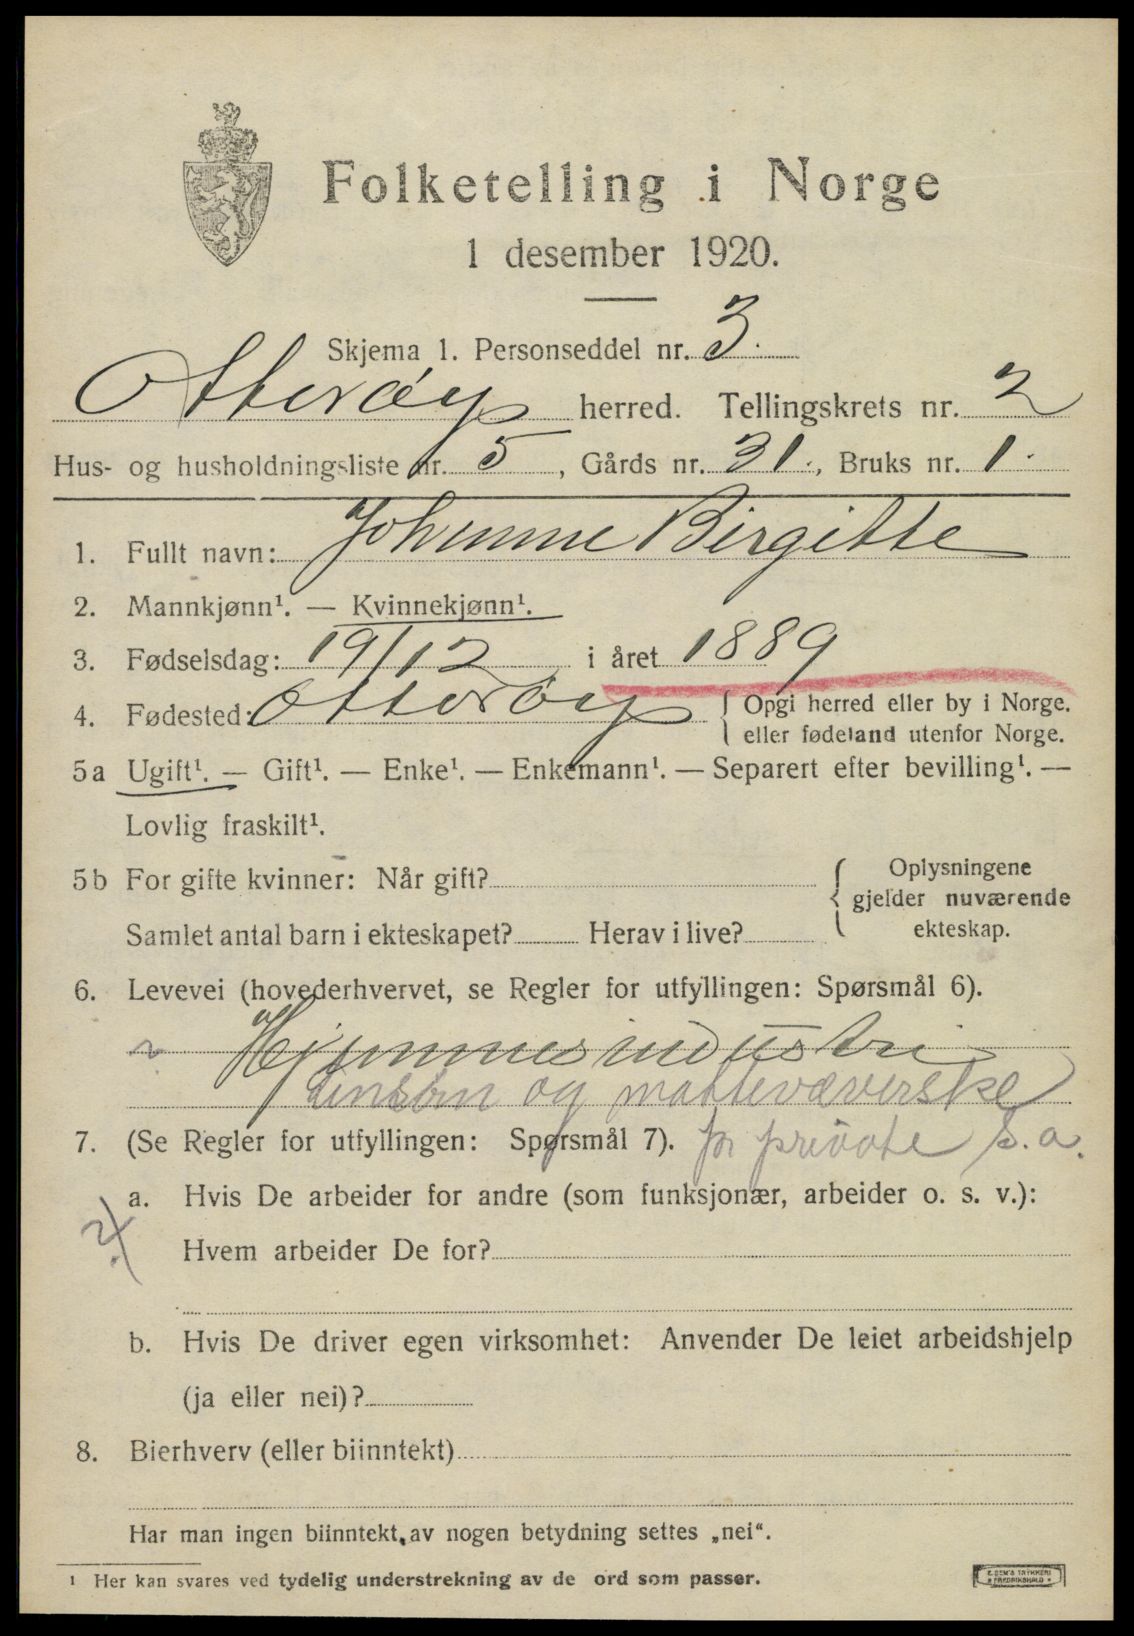 Folketelling i Norge
1 desember 1920.
Skjema 1. Personseddel nr. 3.
Otterøy herred. Tellingskrets nr. 2
Hus- og husholdningsliste nr. 5, Gårds nr. 31., Bruks nr. 1.
1. Fullt navn: Johanne Birgitte
2. Mannkjønn¹. — Kvinnekjønn¹.
3. Fødselsdag: 19/12 i året 1889
4. Fødested: Otterøy { Opgi herred eller by i Norge.
eller fødeland utenfor Norge.
5a Ugift¹. — Gift¹. — Enke¹. — Enkemann¹. — Separert efter bevilling¹. —
Lovlig fraskilt¹.
5b For gifte kvinner: Når gift? { Oplysningene
gjelder nuværende
ekteskap.
Samlet antal barn i ekteskapet? Herav i live?
6. Levevei (hovederhvervet, se Regler for utfyllingen: Spørsmål 6).
Hjemmeindustri
og mattevæverske
7. (Se Regler for utfyllingen: Spørsmål 7). for private h.a.
a. Hvis De arbeider for andre (som funksjonær, arbeider o. s. v.):
Hvem arbeider De for?
b. Hvis De driver egen virksomhet: Anvender De leiet arbeidshjelp
(ja eller nei)?
8. Bierhverv (eller biinntekt)
Har man ingen biinntekt, av nogen betydning settes „nei“.
¹ Her kan svares ved tydelig understrekning av de ord som passer.
E. SEM'S TRYKKERI
FREDRIKSHALD